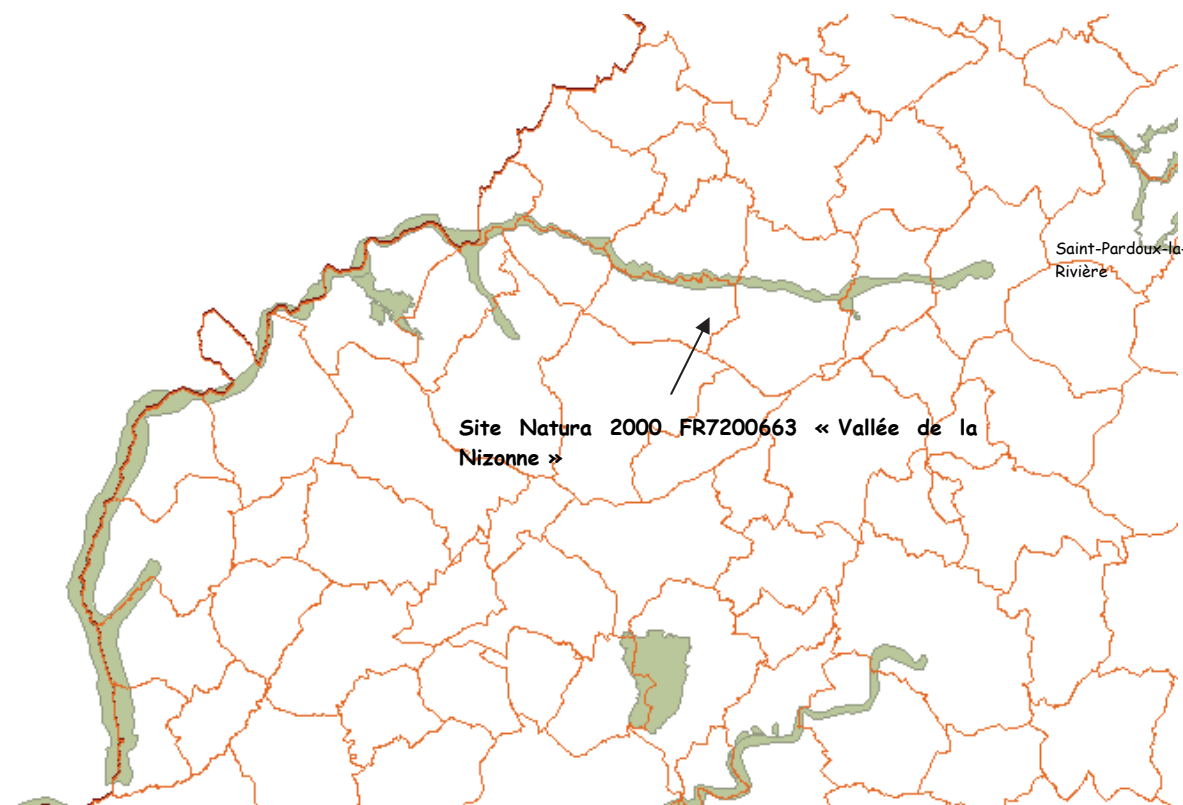 Saint-Pardoux-la-
Rivière
Site Natura 2000 FR7200663 « Vallée de la
Nizonne »